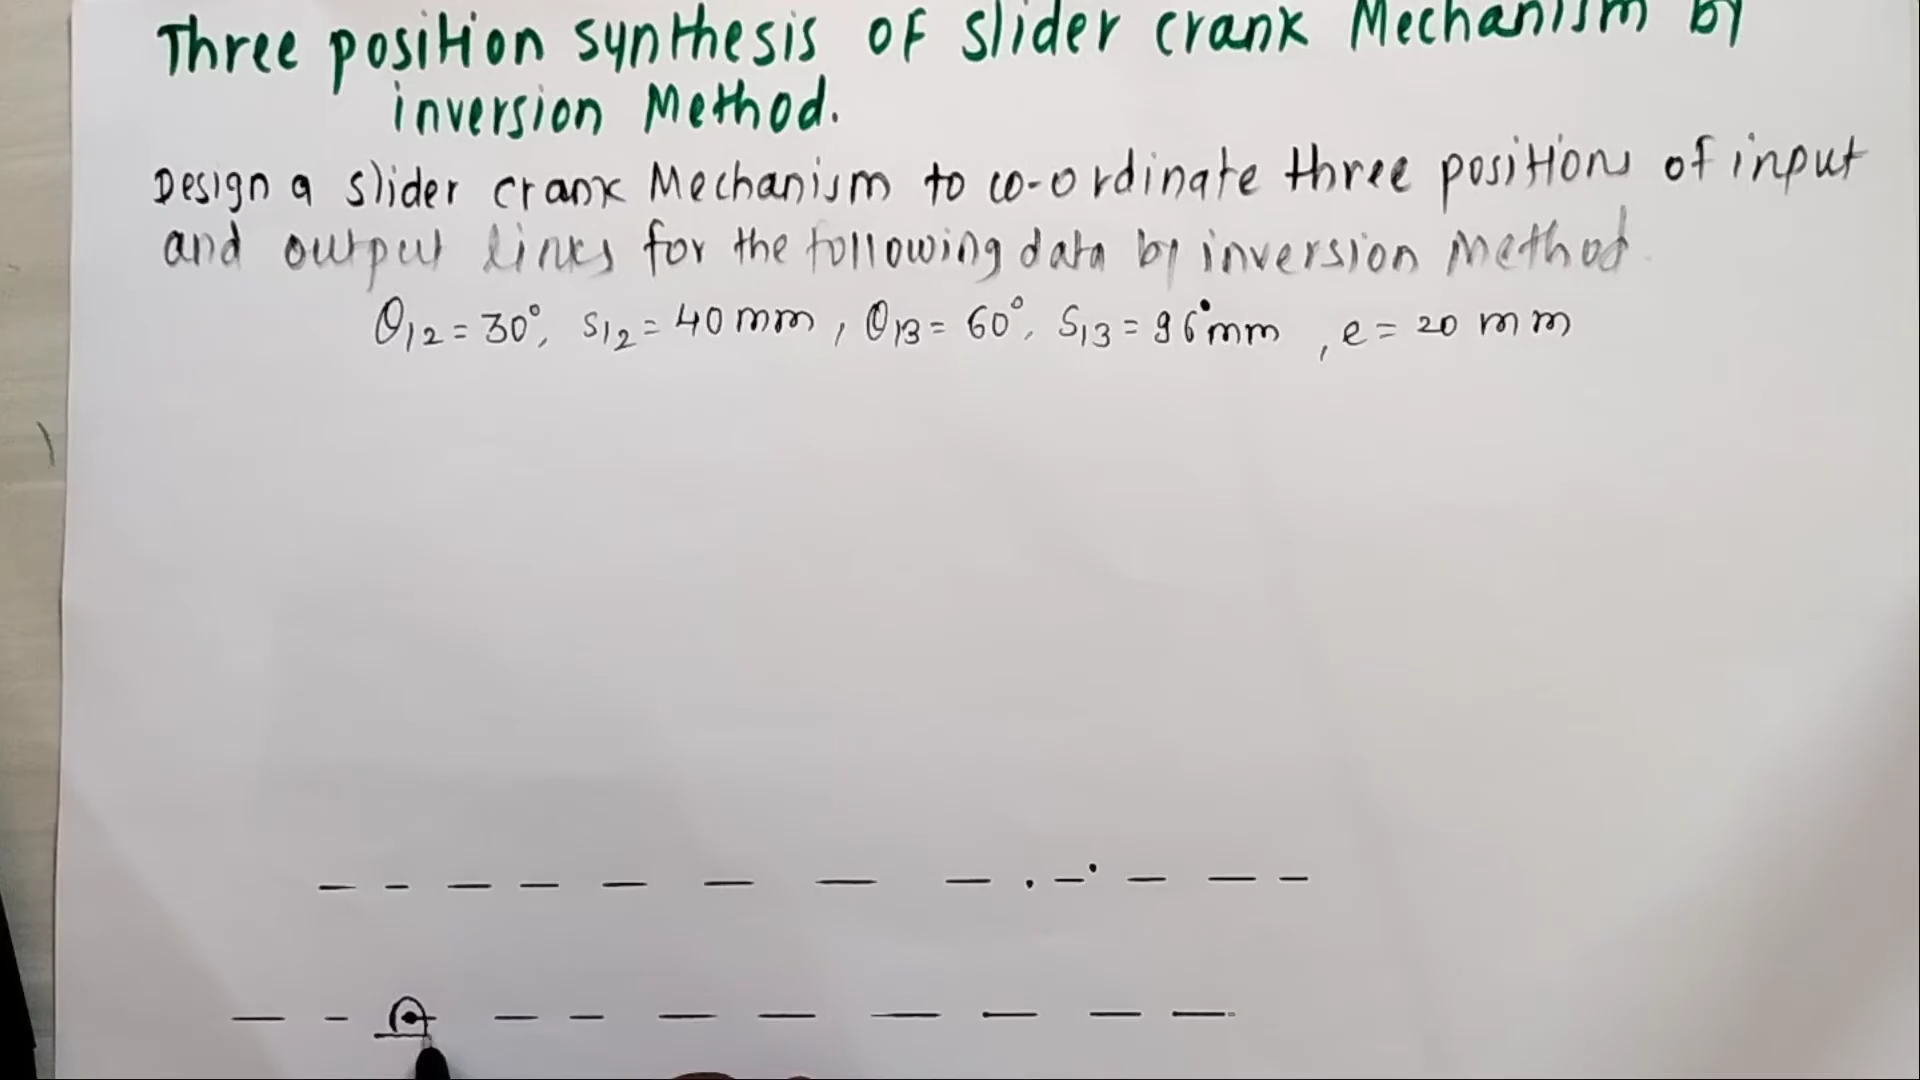 Three position synthesis of slider crank Mechanism by
inversion Method.
Design a slider crank Mechanism to co-ordinate three positions of input
and output links for the following data by inversion Method.
θ12 = 30°, S12 = 40 mm, θ13 = 60°, S13 = 96 mm, e = 20 mm